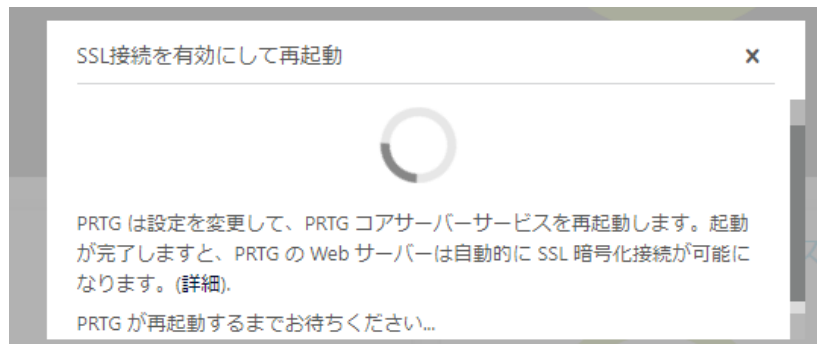 SSL接続を有効にして再起動
PRTG は設定を変更して、PRTG コアサーバーサービスを再起動します。起動
が完了しますと、PRTG の Web サーバーは自動的に SSL 暗号化接続が可能に
なります。(詳細).
PRTG が再起動するまでお待ちください...